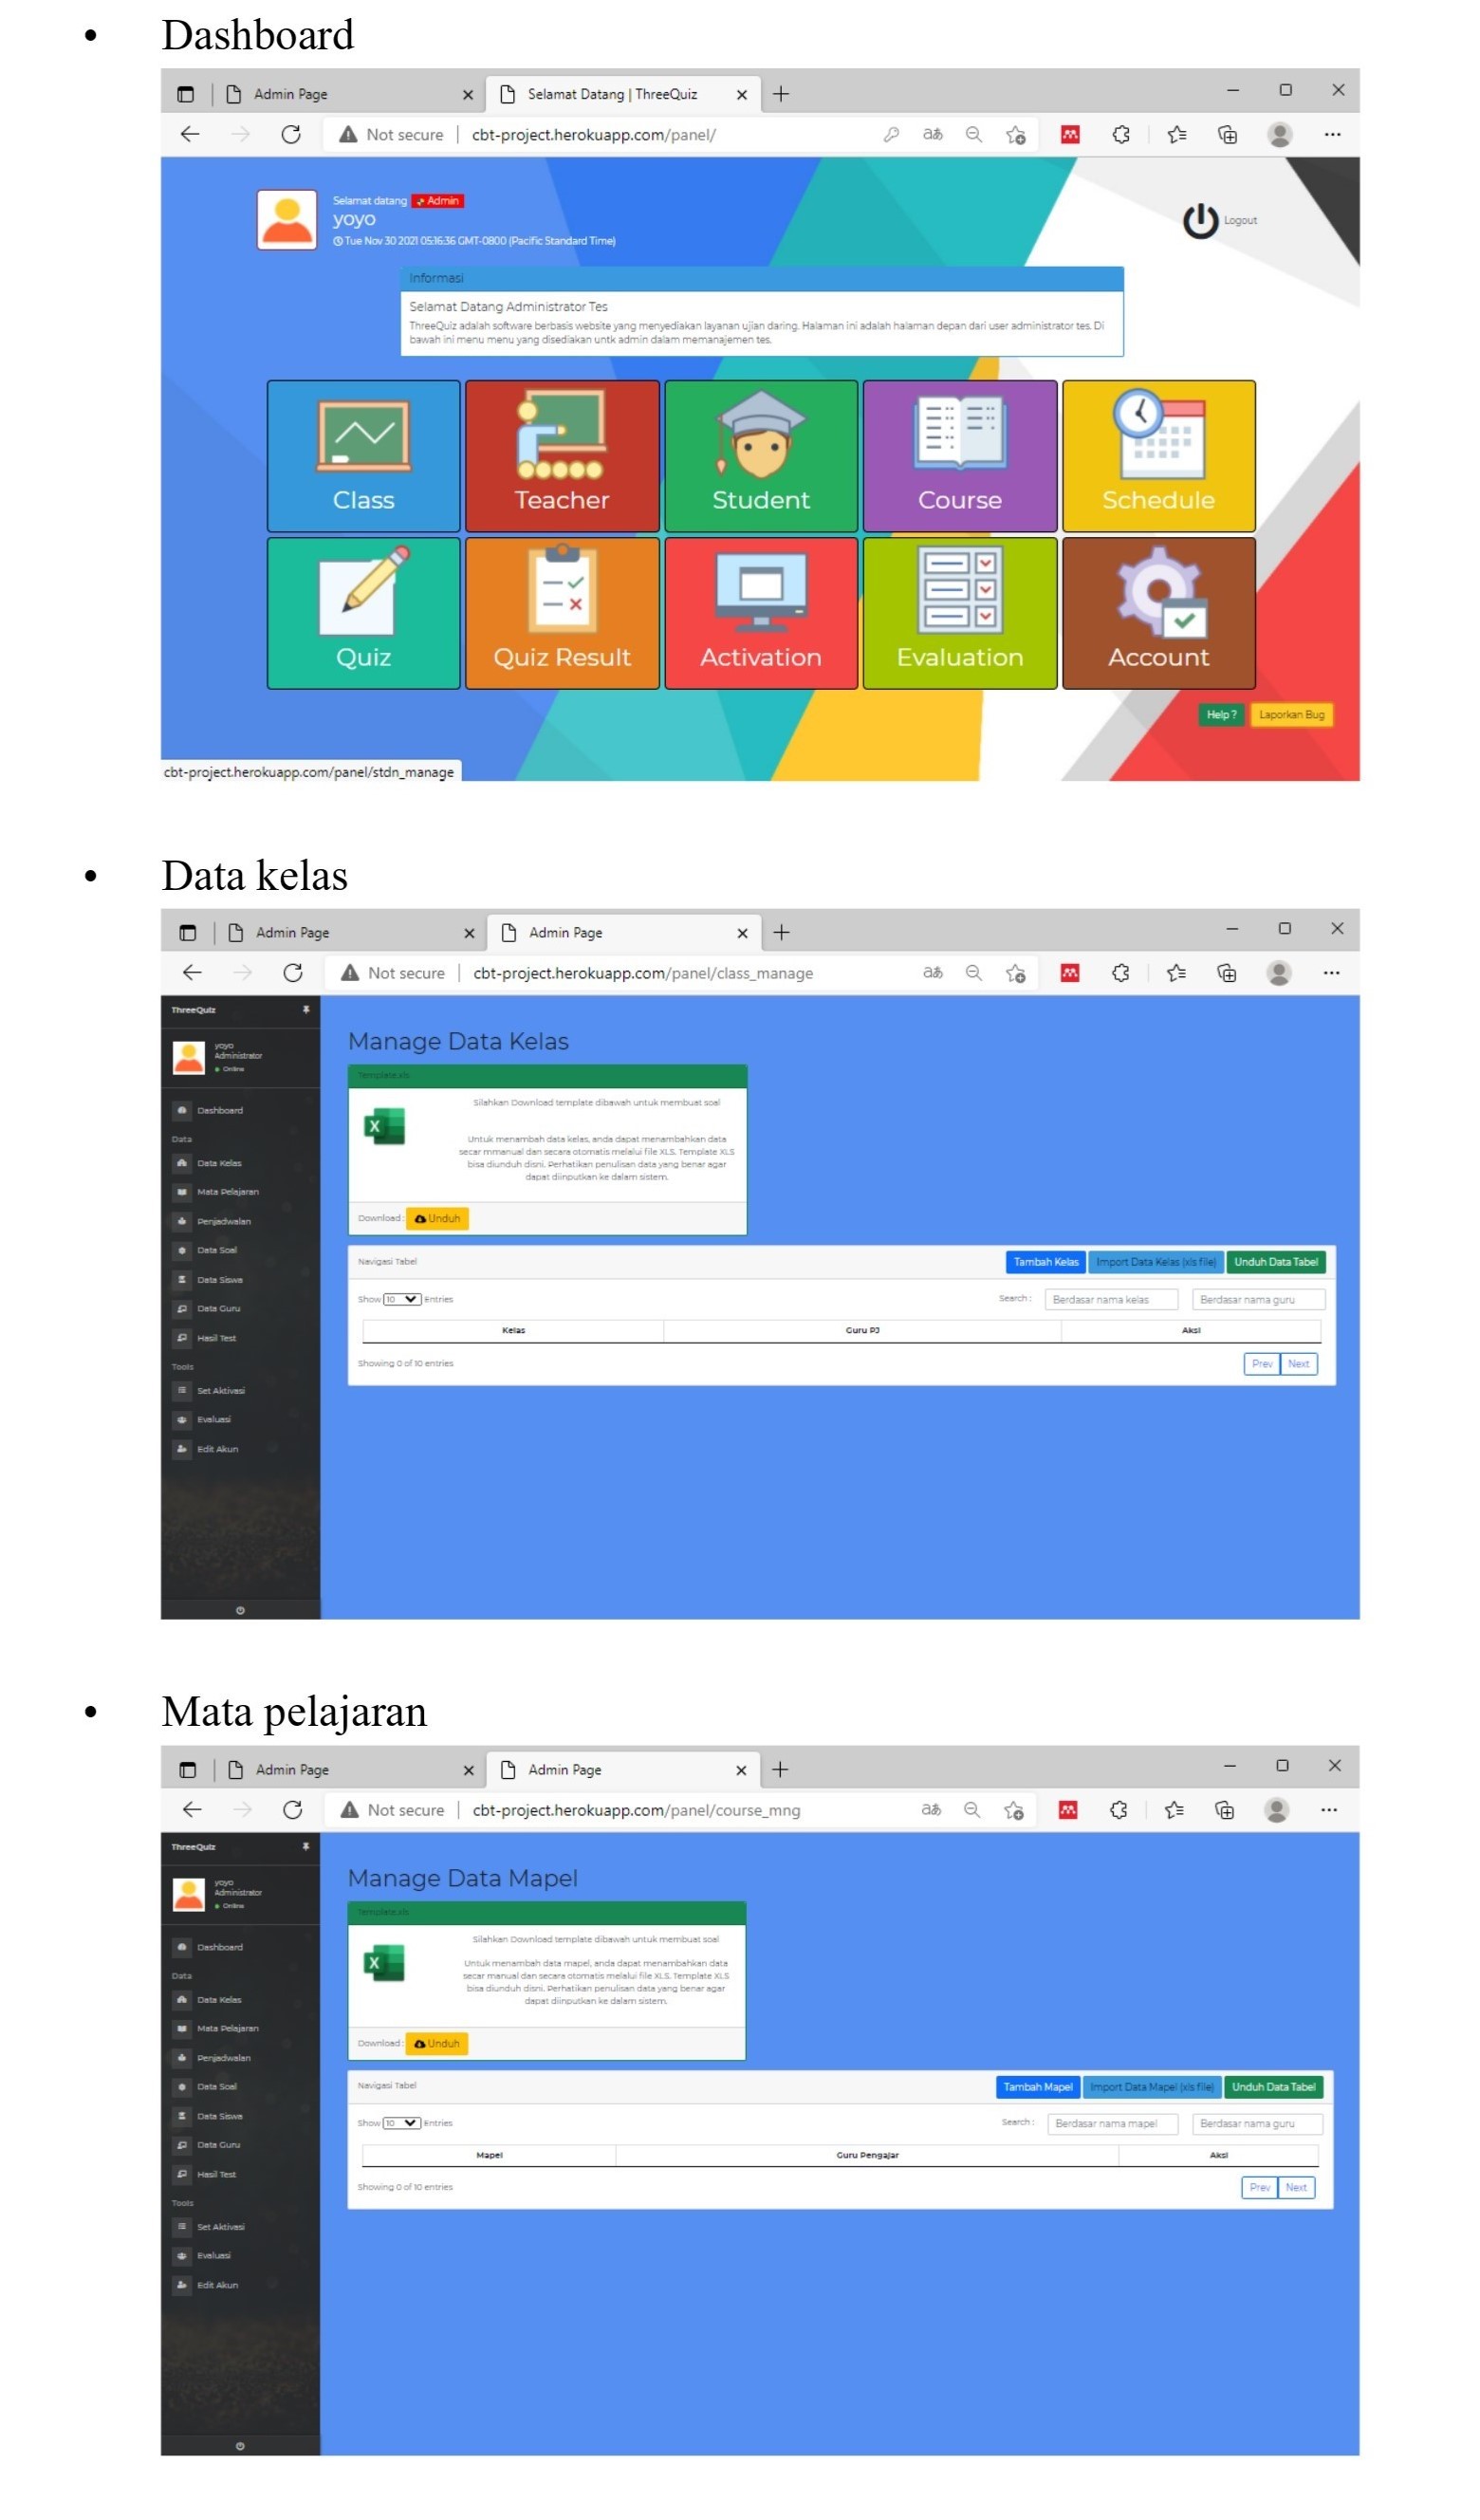 • Dashboard
Admin Page
Selamat Datang | ThreeQuiz
Not secure | cbt-project.herokuapp.com/panel/
Selamat datang Admin
yoyo
Tue Nov 30 2021 05:16:36 GMT-0800 (Pacific Standard Time)
Logout
Informasi
Selamat Datang Administrator Tes
ThreeQuiz adalah software berbasis website yang menyediakan layanan ujian daring. Halaman ini adalah halaman depan dari user administrator tes. Di
bawah ini menu menu yang disediakan untk admin dalam memanajemen tes.
Class Teacher Student Course Schedule
Quiz Quiz Result Activation Evaluation Account
Help ? Laporkan Bug
cbt-project.herokuapp.com/panel/stdn_manage
• Data kelas
Admin Page
Admin Page
Not secure | cbt-project.herokuapp.com/panel/class_manage
ThreeQuiz
yoyo
Administrator
Online
Dashboard
Data
Data Kelas
Mata Pelajaran
Penjadwalan
Data Soal
Data Siswa
Data Guru
Hasil Test
Tools
Set Aktivasi
Evaluasi
Edit Akun
Manage Data Kelas
Template.xls
Silahkan Download template dibawah untuk membuat soal
Untuk menambah data kelas, anda dapat menambahkan data
secar mmanual dan secara otomatis melalui file XLS. Template XLS
bisa diunduh disni. Perhatikan penulisan data yang benar agar
dapat diinputkan ke dalam sistem.
Download : Unduh
Navigasi Tabel
Tambah Kelas Import Data Kelas (xls file) Unduh Data Tabel
Show 10 Entries
Search : Berdasar nama kelas Berdasar nama guru
Kelas Guru PJ Aksi
Showing 0 of 10 entries
Prev Next
• Mata pelajaran
Admin Page
Admin Page
Not secure | cbt-project.herokuapp.com/panel/course_mng
ThreeQuiz
yoyo
Administrator
Online
Dashboard
Data
Data Kelas
Mata Pelajaran
Penjadwalan
Data Soal
Data Siswa
Data Guru
Hasil Test
Tools
Set Aktivasi
Evaluasi
Edit Akun
Manage Data Mapel
Template.xls
Silahkan Download template dibawah untuk membuat soal
Untuk menambah data mapel, anda dapat menambahkan data
secar manual dan secara otomatis melalui file XLS. Template XLS
bisa diunduh disni. Perhatikan penulisan data yang benar agar
dapat diinputkan ke dalam sistem.
Download : Unduh
Navigasi Tabel
Tambah Mapel Import Data Mapel (xls file) Unduh Data Tabel
Show 10 Entries
Search : Berdasar nama mapel Berdasar nama guru
Mapel Guru Pengajar Aksi
Showing 0 of 10 entries
Prev Next